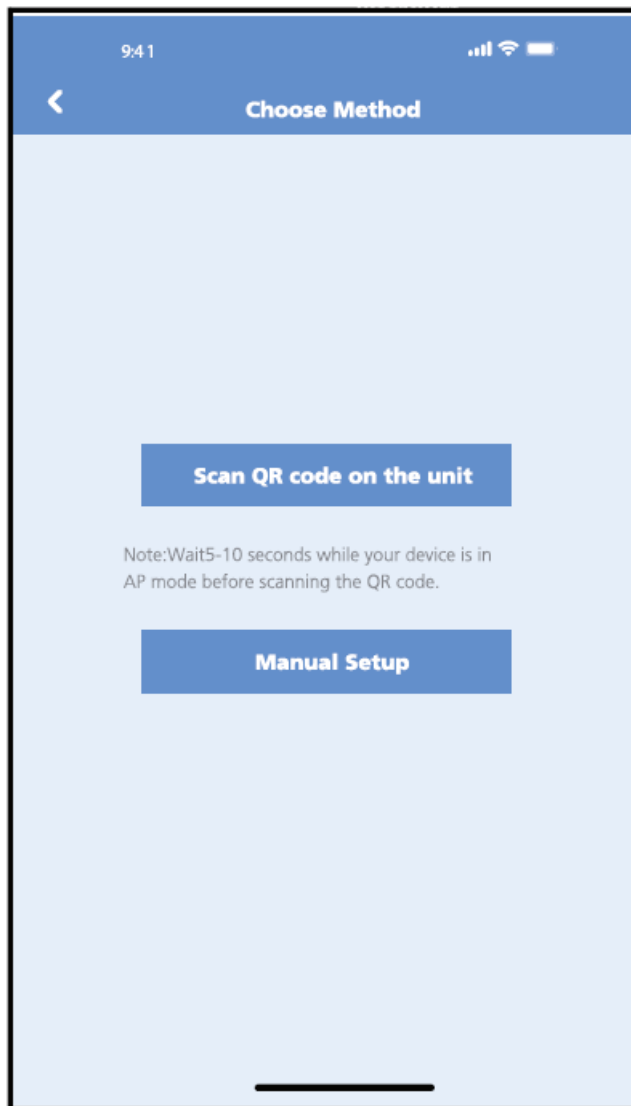 9:41
Choose Method
Scan QR code on the unit
Note:Wait5-10 seconds while your device is in
AP mode before scanning the QR code.
Manual Setup